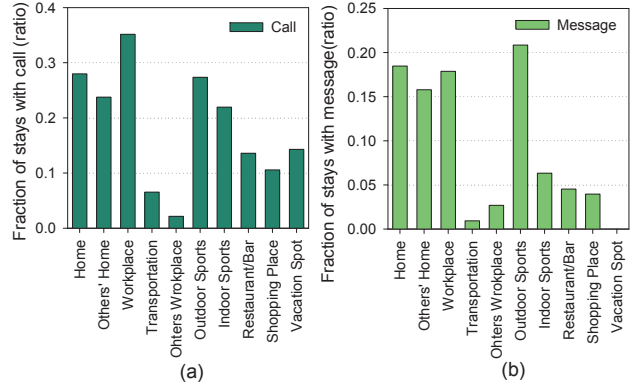 Fraction of stays with call (ratio)
0.4
0.3
0.2
0.1
0.0
Call
Home
Others' Home
Workplace
Transportation
Ohters Wrokplace
Outdoor Sports
Indoor Sports
Restaurant/Bar
Shopping Place
Vacation Spot
(a)
Fraction of stays with message(ratio)
0.25
0.20
0.15
0.10
0.05
0.00
Message
Home
Others' Home
Workplace
Transportation
Ohters Wrokplace
Outdoor Sports
Indoor Sports
Restaurant/Bar
Shopping Place
Vacation Spot
(b)